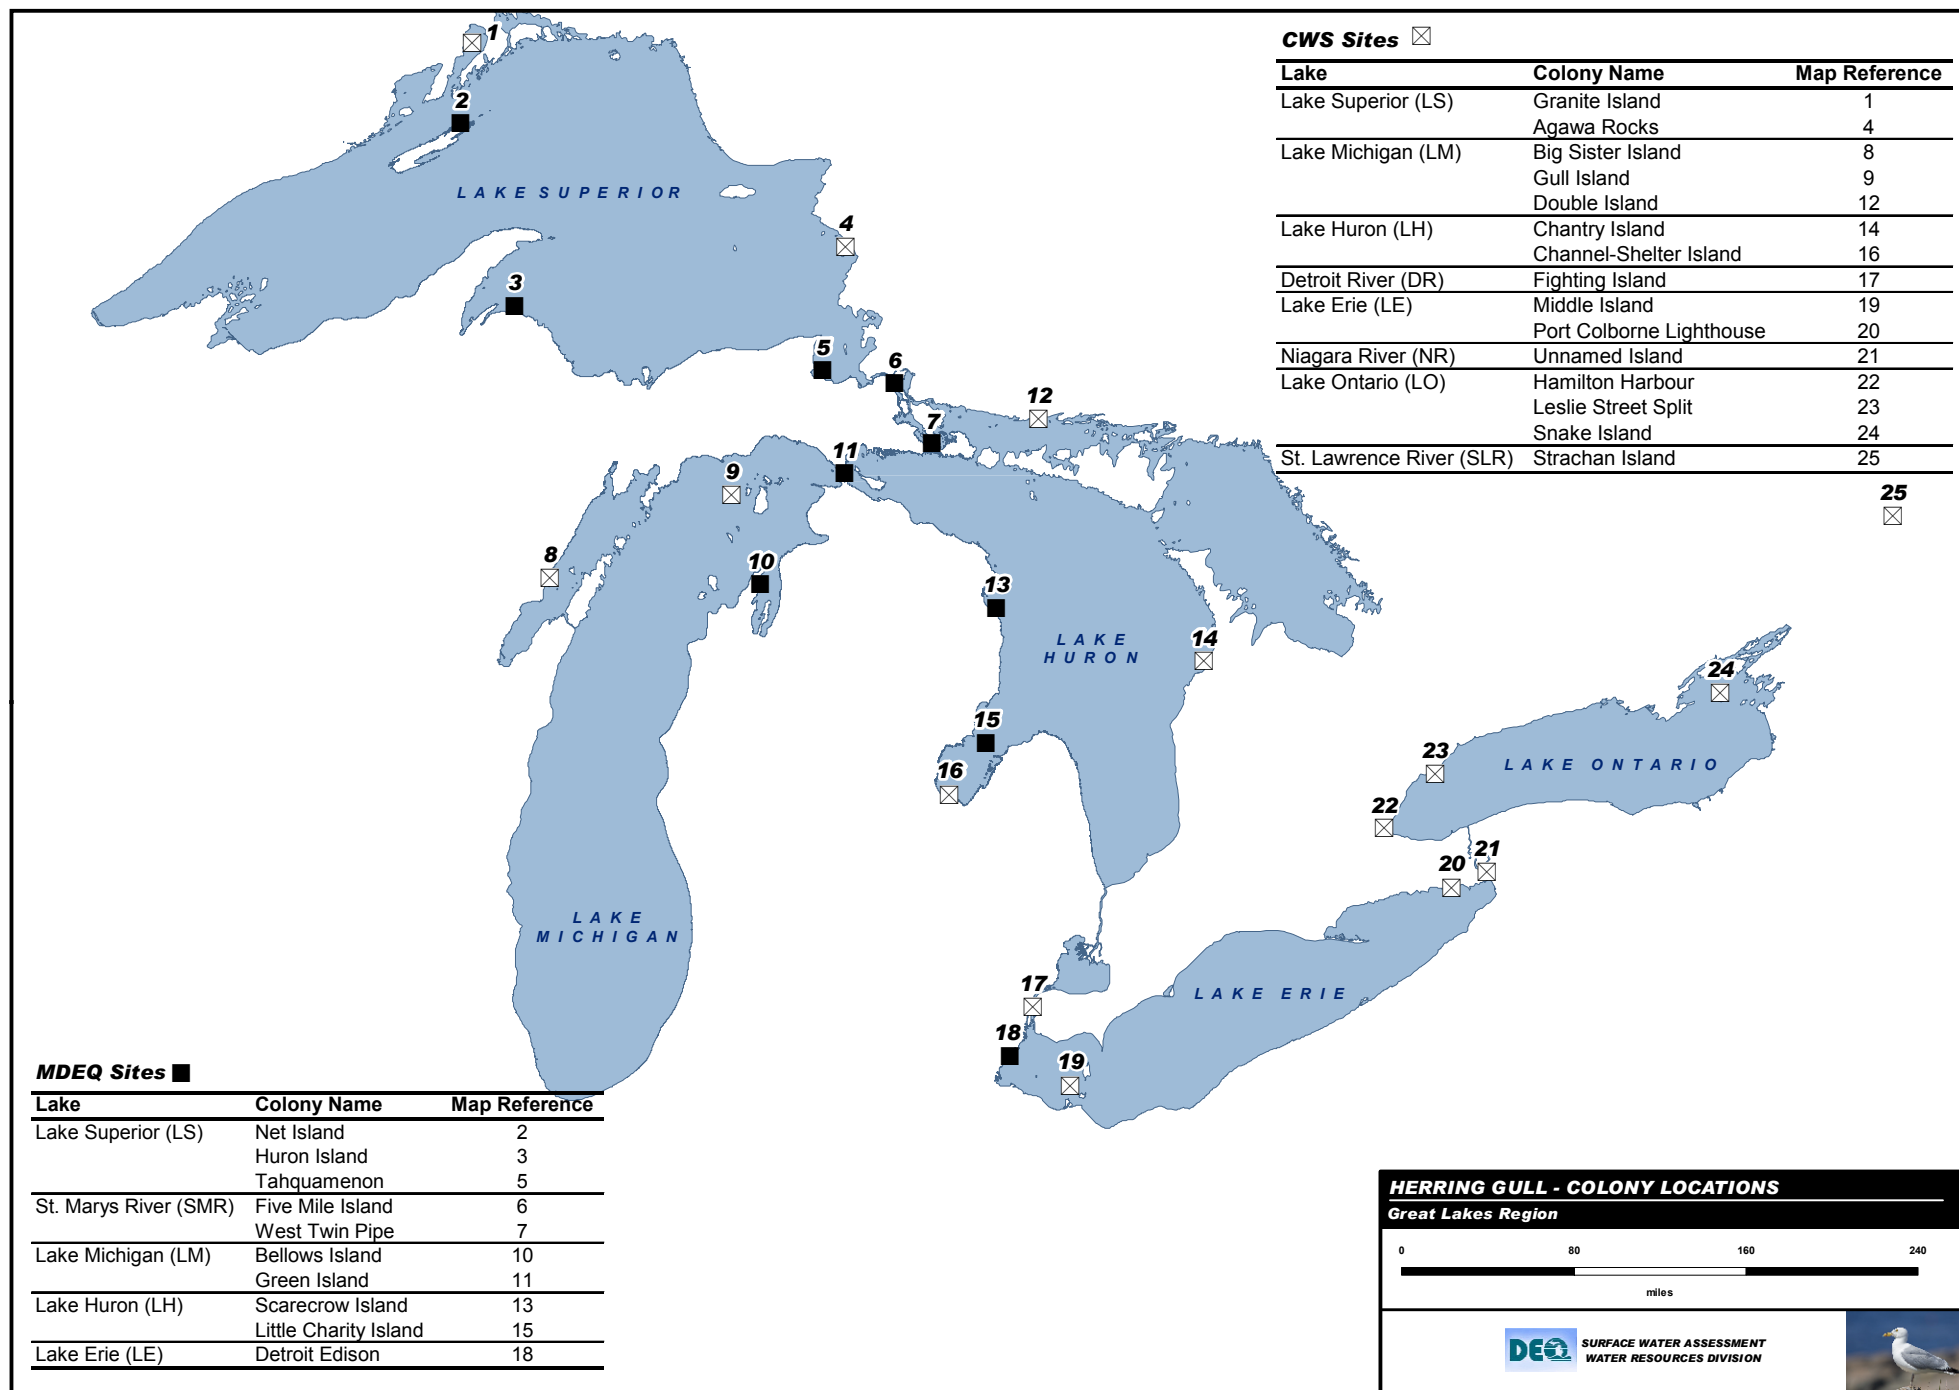 CWS Sites
Lake Colony Name Map Reference
Lake Superior (LS) Granite Island 1
Agawa Rocks 4
Lake Michigan (LM) Big Sister Island 8
Gull Island 9
Double Island 12
Lake Huron (LH) Chantry Island 14
Channel-Shelter Island 16
Detroit River (DR) Fighting Island 17
Lake Erie (LE) Middle Island 19
Port Colborne Lighthouse 20
Niagara River (NR) Unnamed Island 21
Lake Ontario (LO) Hamilton Harbour 22
Leslie Street Split 23
Snake Island 24
St. Lawrence River (SLR) Strachan Island 25
1
2
LAKE SUPERIOR
4
3
5
6
12
7
11
9
25
8
10
13
LAKE
HURON
14
24
15
16
23
LAKE ONTARIO
22
21
20
LAKE
MICHIGAN
17
LAKE ERIE
18
19
MDEQ Sites
Lake Colony Name Map Reference
Lake Superior (LS) Net Island 2
Huron Island 3
Tahquamenon 5
St. Marys River (SMR) Five Mile Island 6
West Twin Pipe 7
Lake Michigan (LM) Bellows Island 10
Green Island 11
Lake Huron (LH) Scarecrow Island 13
Little Charity Island 15
Lake Erie (LE) Detroit Edison 18
HERRING GULL - COLONY LOCATIONS
Great Lakes Region
0 80 160 240
miles
DEQ
SURFACE WATER ASSESSMENT
WATER RESOURCES DIVISION